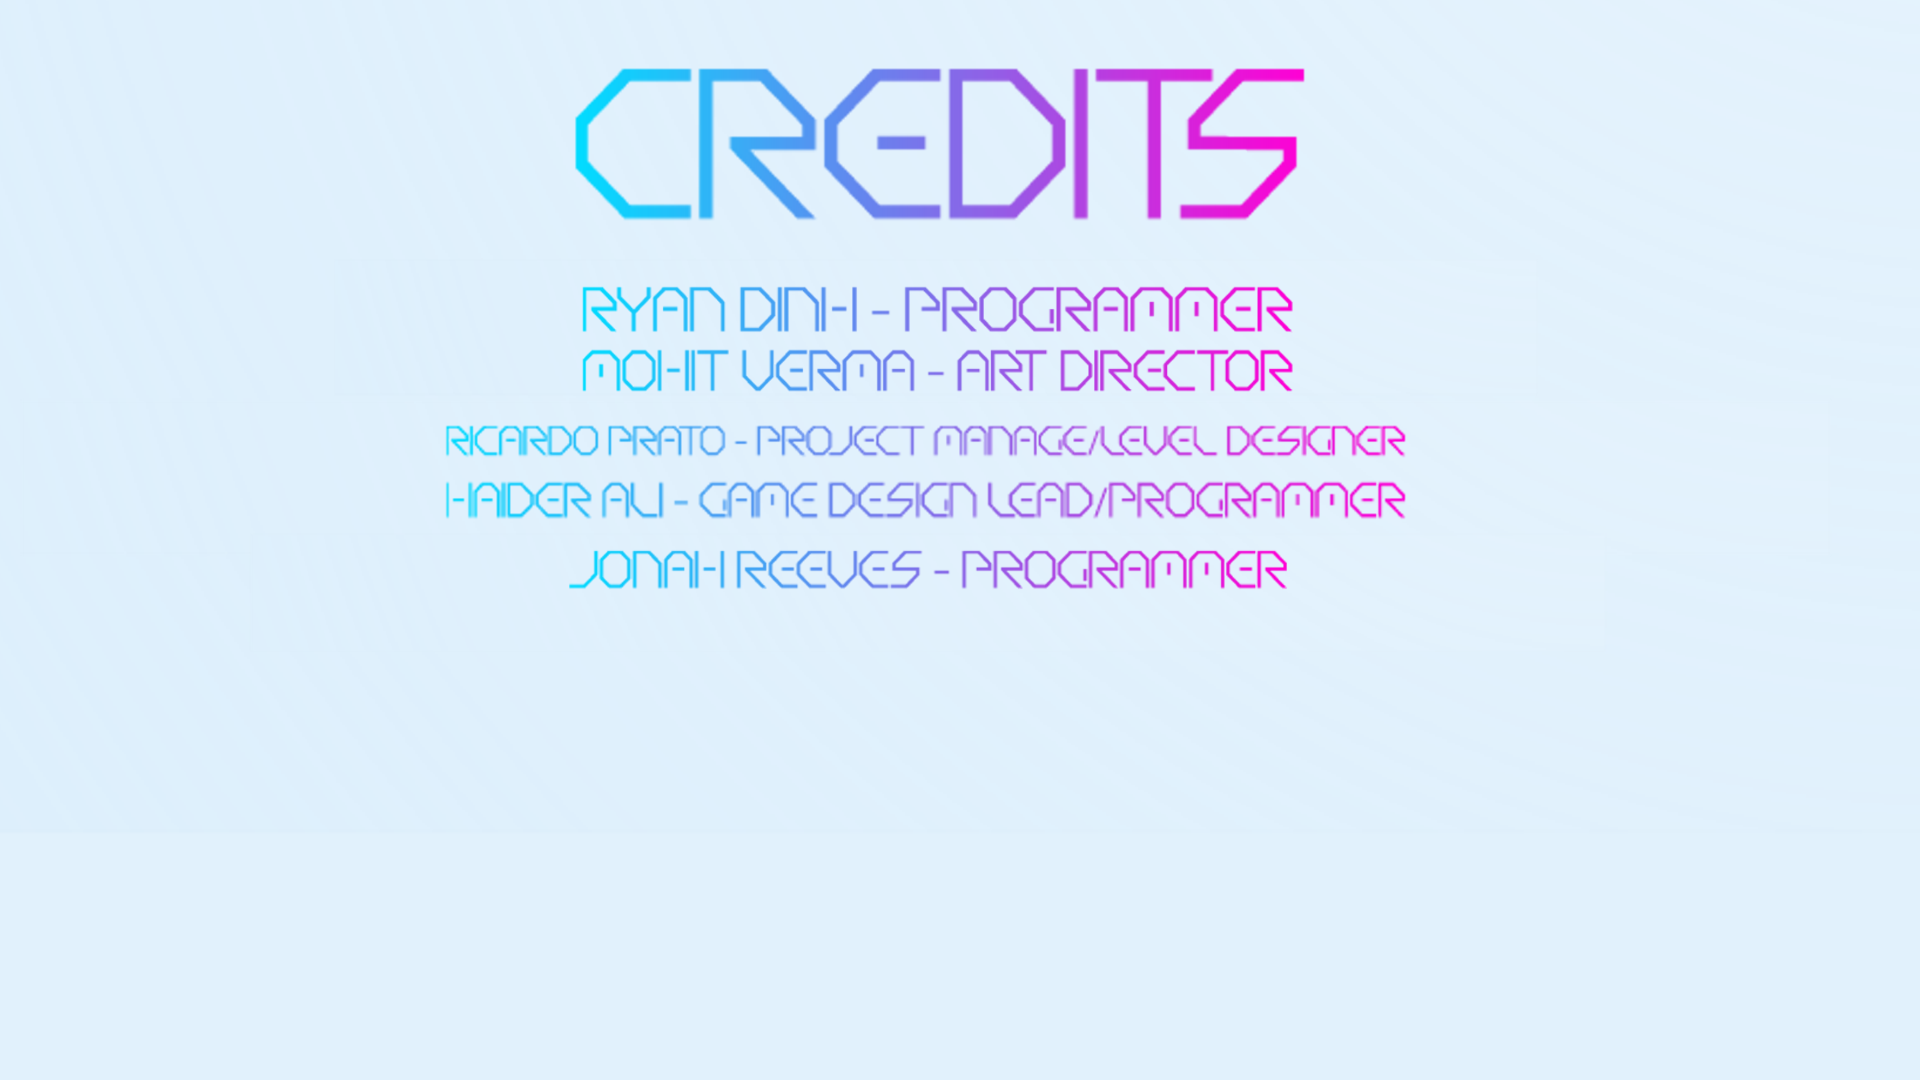 CREDITS
RYAN DINH - PROGRAMMER
MOHIT VERMA - ART DIRECTOR
RICARDO PRATO - PROJECT MANAGE/LEVEL DESIGNER
HAIDER ALI - GAME DESIGN LEAD/PROGRAMMER
JONAH REEVES - PROGRAMMER